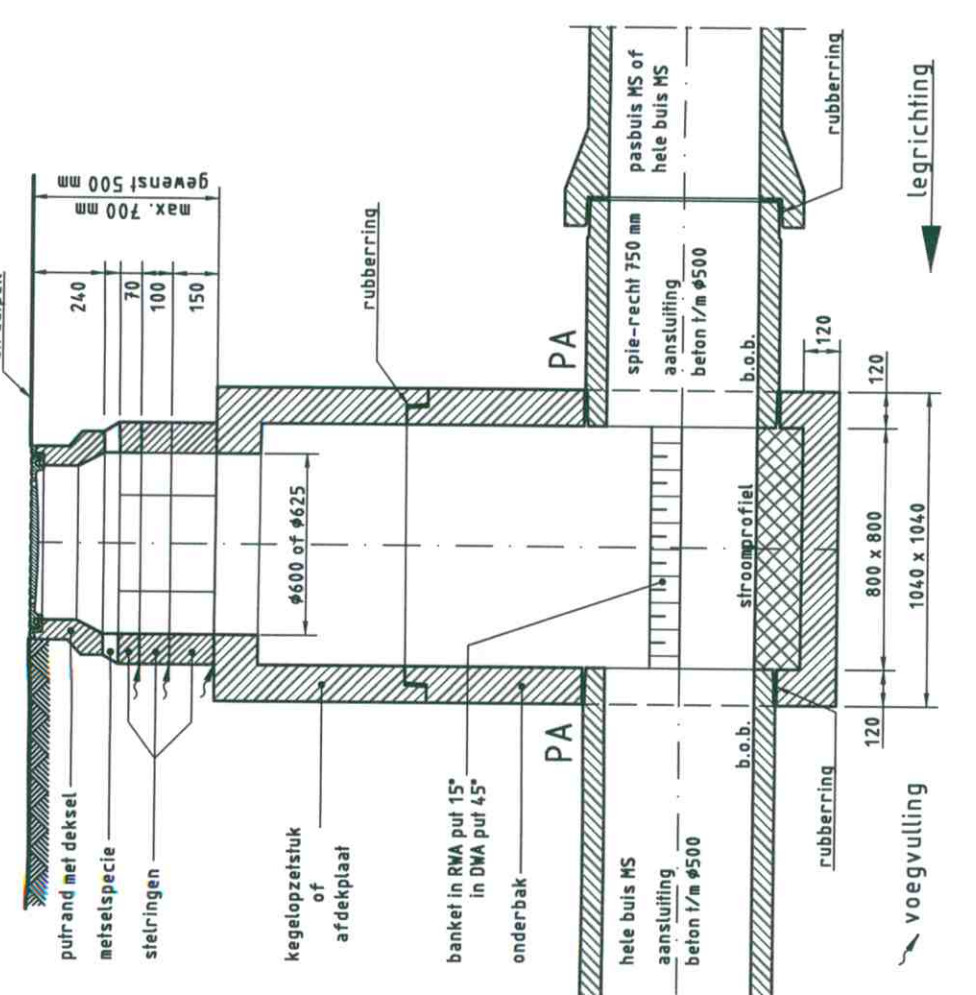 putrand met deksel
metselspecie
stelringen
kegelopzetstuk
of
afdekplaat
banket in RWA put 15°
in DWA put 45°
onderbak
hele buis MS
aansluiting
beton t/m ø500
voegvulling
PA
b.o.b.
rubberring
ø600 of ø625
stroomprofiel
120
800 x 800
120
1040 x 1040
120
240
70
100
150
max. 700 mm
gewenst 500 mm
rubberring
PA
spie-recht 750 mm
aansluiting
beton t/m ø500
b.o.b.
pasbuis MS of
hele buis MS
rubberring
legrichting